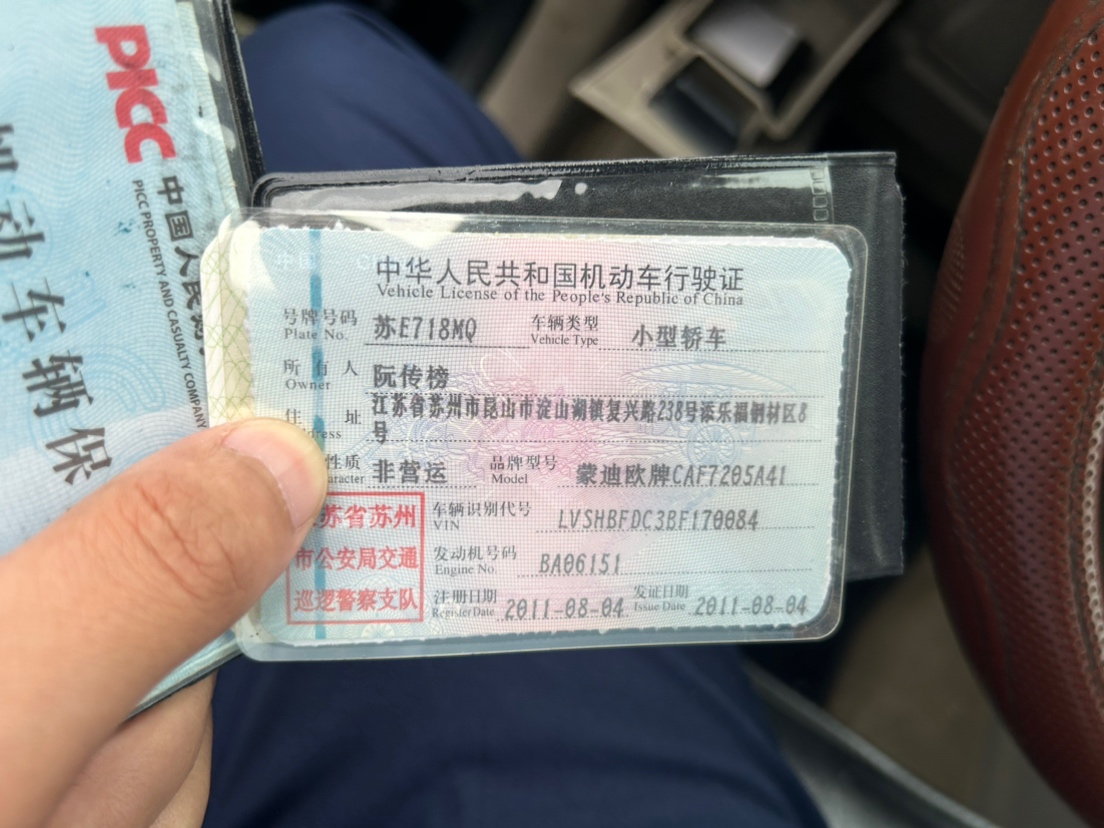 PICC
中国人民
PICC PROPERTY AND CASUALTY COMPANY
动车辆保
中华人民共和国机动车行驶证
Vehicle License of the People's Republic of China
号牌号码 苏E718MQ 车辆类型 小型轿车
Plate No. Vehicle Type
所有人 阮传榜
Owner
住址 江苏省苏州市昆山市淀山湖镇复兴路238号添乐福钢材区8
号
性质 非营运 品牌型号 蒙迪欧牌CAF7205A41
Model
苏省苏州 车辆识别代号 LVSHBFDC3BF170084
VIN
市公安局交通 发动机号码 BA06151
Engine No.
巡逻警察支队 注册日期 2011-08-04 发证日期 2011-08-04
Register Date Issue Date